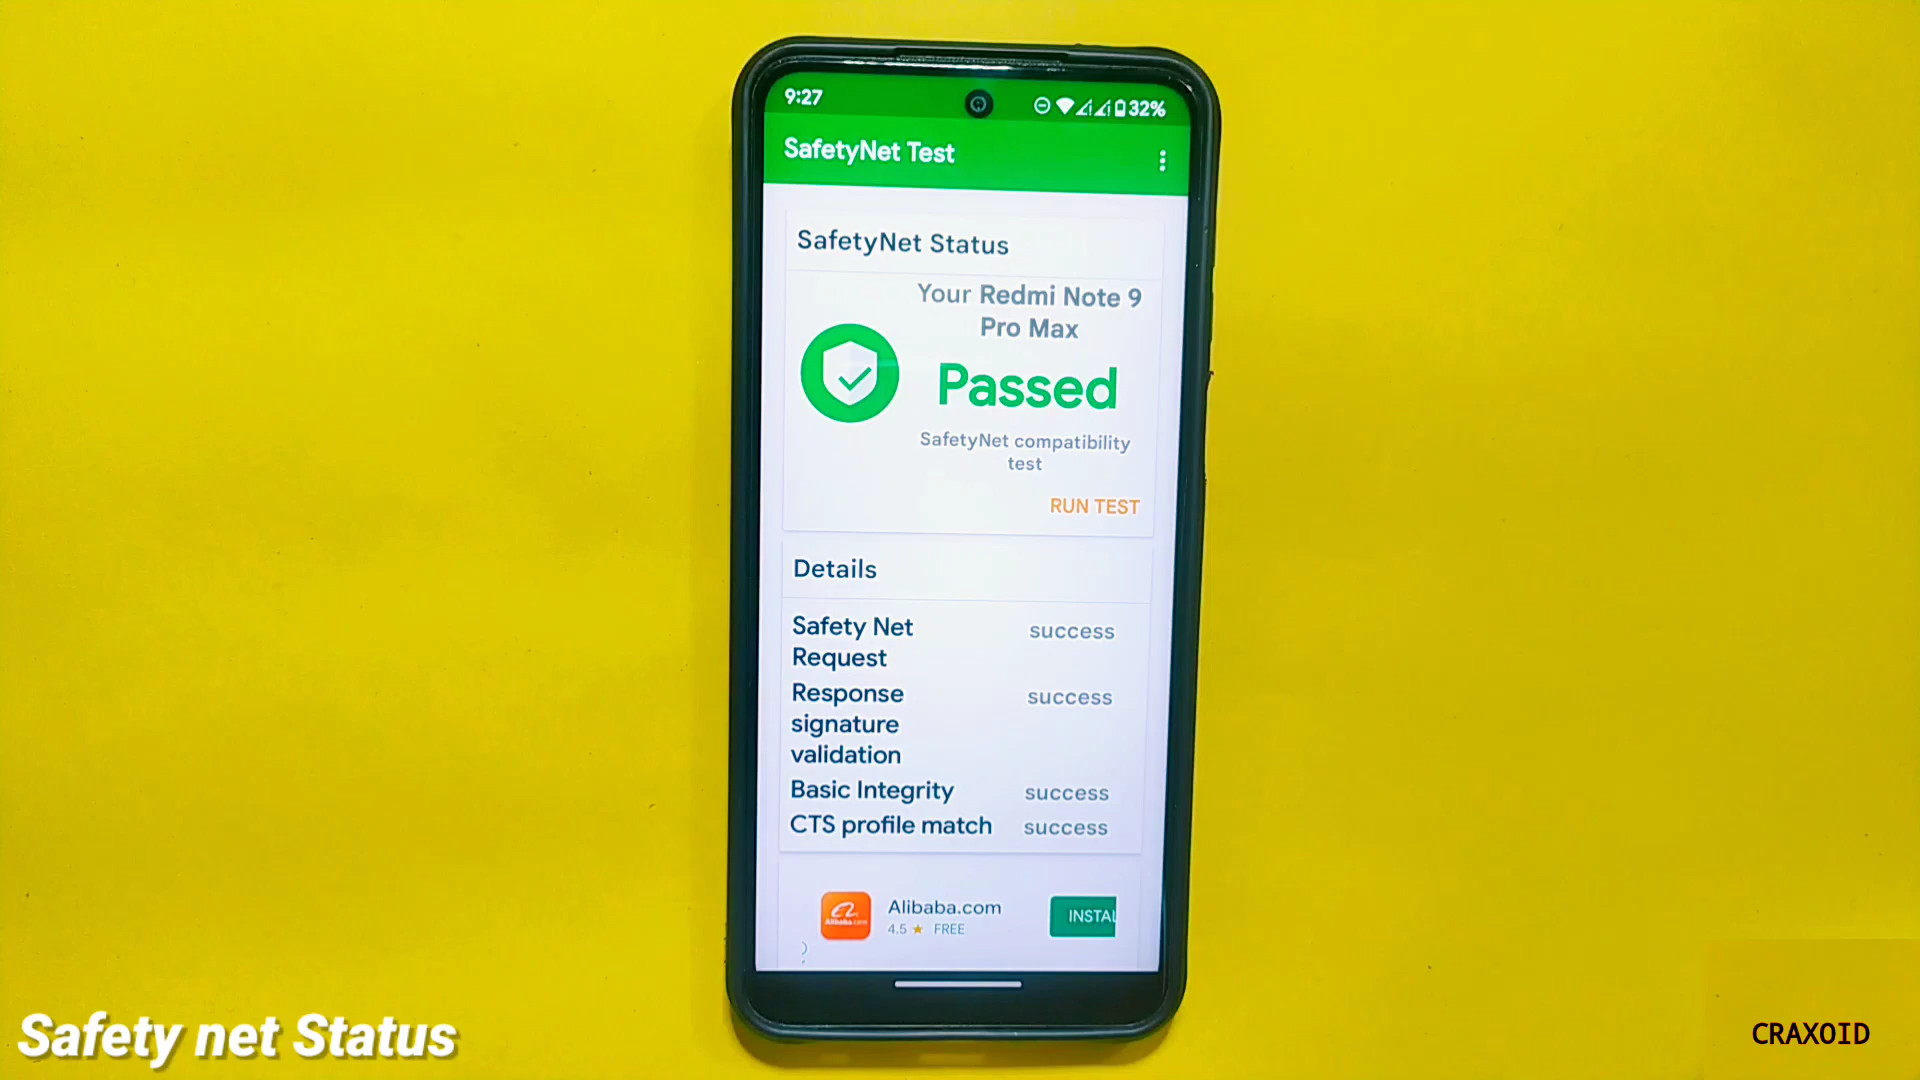 9:27
32%
SafetyNet Test
SafetyNet Status
Your Redmi Note 9
Pro Max
Passed
SafetyNet compatibility
test
RUN TEST
Details
Safety Net success
Request
Response success
signature
validation
Basic Integrity success
CTS profile match success
Alibaba.com
Alibaba.com
4.5 ★ FREE
INSTAL
Safety net Status
CRAXOID